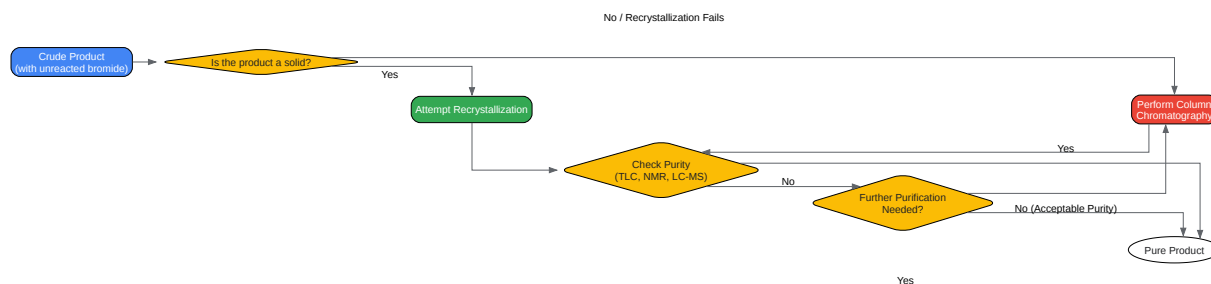 No / Recrystallization Fails
Crude Product
(with unreacted bromide)
Is the product a solid?
Yes
Attempt Recrystallization
Perform Column
Chromatography
Yes
Check Purity
(TLC, NMR, LC-MS)
No
Further Purification
Needed?
No (Acceptable Purity)
Pure Product
Yes